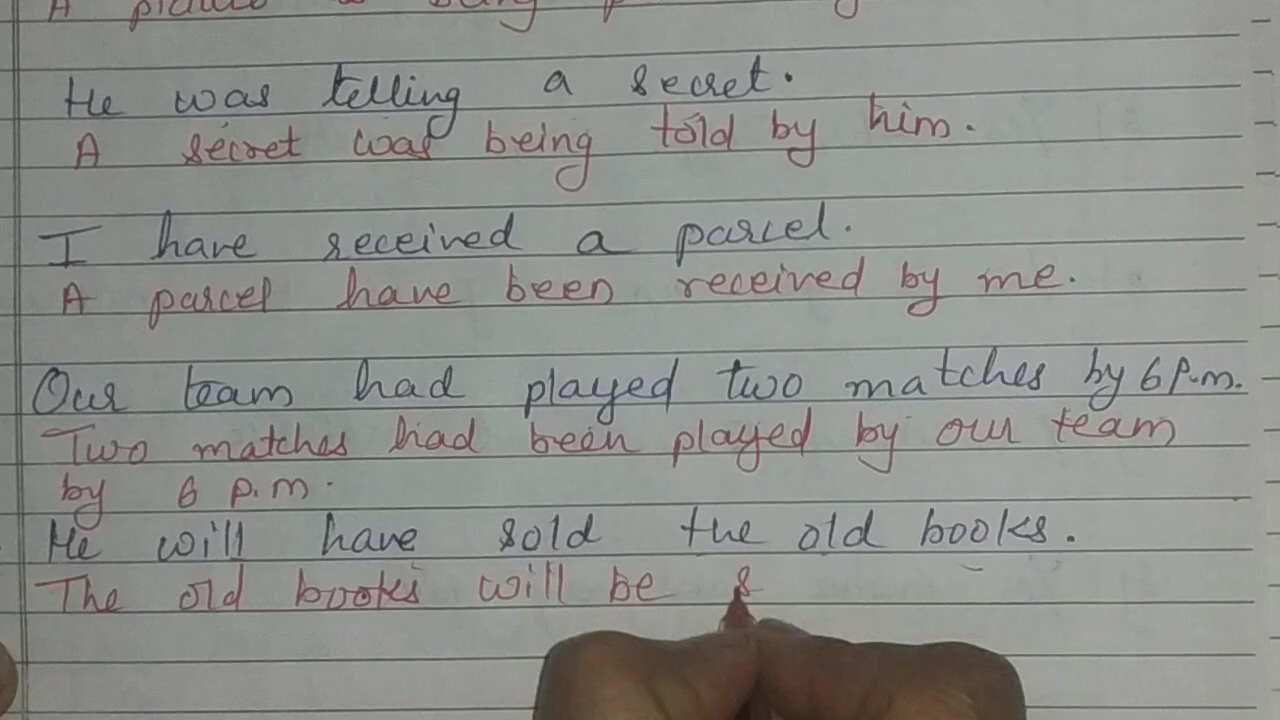 A
He was telling a secret.
A secret was being told by him.
I have received a parcel.
A parcel have been received by me.
Our team had played two matches by 6 P.m.
Two matches had been played by our team
by 6 p.m.
He will have sold the old books.
The old books will be s